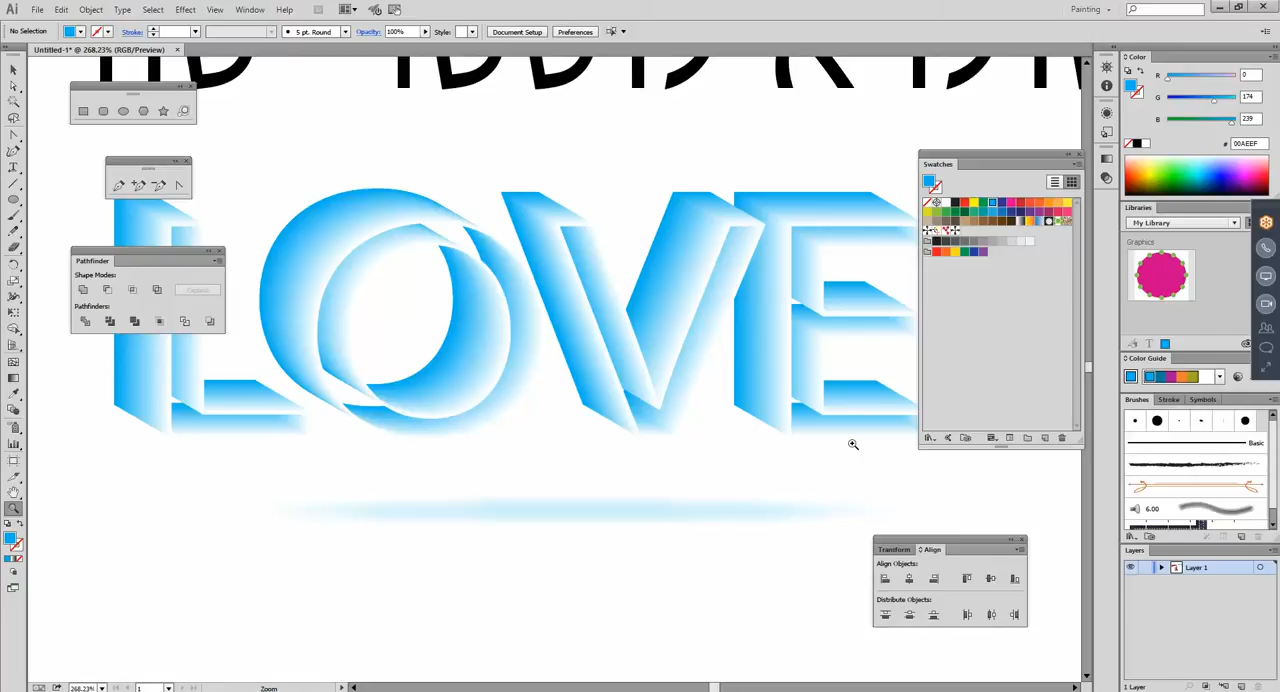 Ai File Edit Object Type Select Effect View Window Help Painting
No Selection Stroke: 5 pt. Round Opacity: 100% Style: Document Setup Preferences
Untitled-1* @ 268.23% (RGB/Preview) ×
Color
R 0
G 174
B 239
# 00AEEF
Swatches
Libraries
My Library
Graphics
Pathfinder
Shape Modes:
Expand
Pathfinders:
LOVE
Color Guide
Brushes Stroke Symbols
Basic
6.00
Transform Align
Align Objects:
Distribute Objects:
Layers
Layer 1
268.23% 1 Zoom
1 Layer